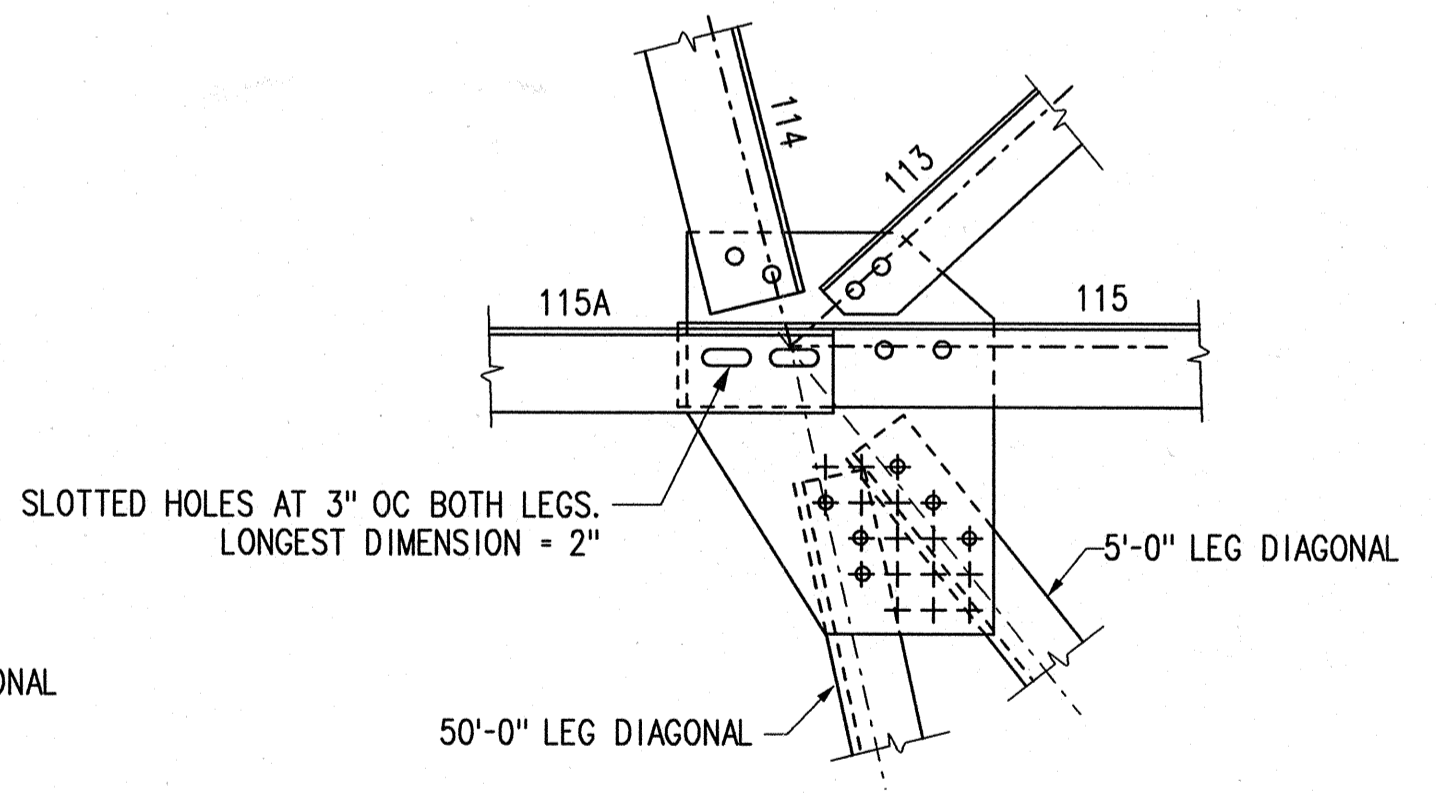 114
113
115A
115
SLOTTED HOLES AT 3" OC BOTH LEGS.
LONGEST DIMENSION = 2"
5'-0" LEG DIAGONAL
ONAL
50'-0" LEG DIAGONAL